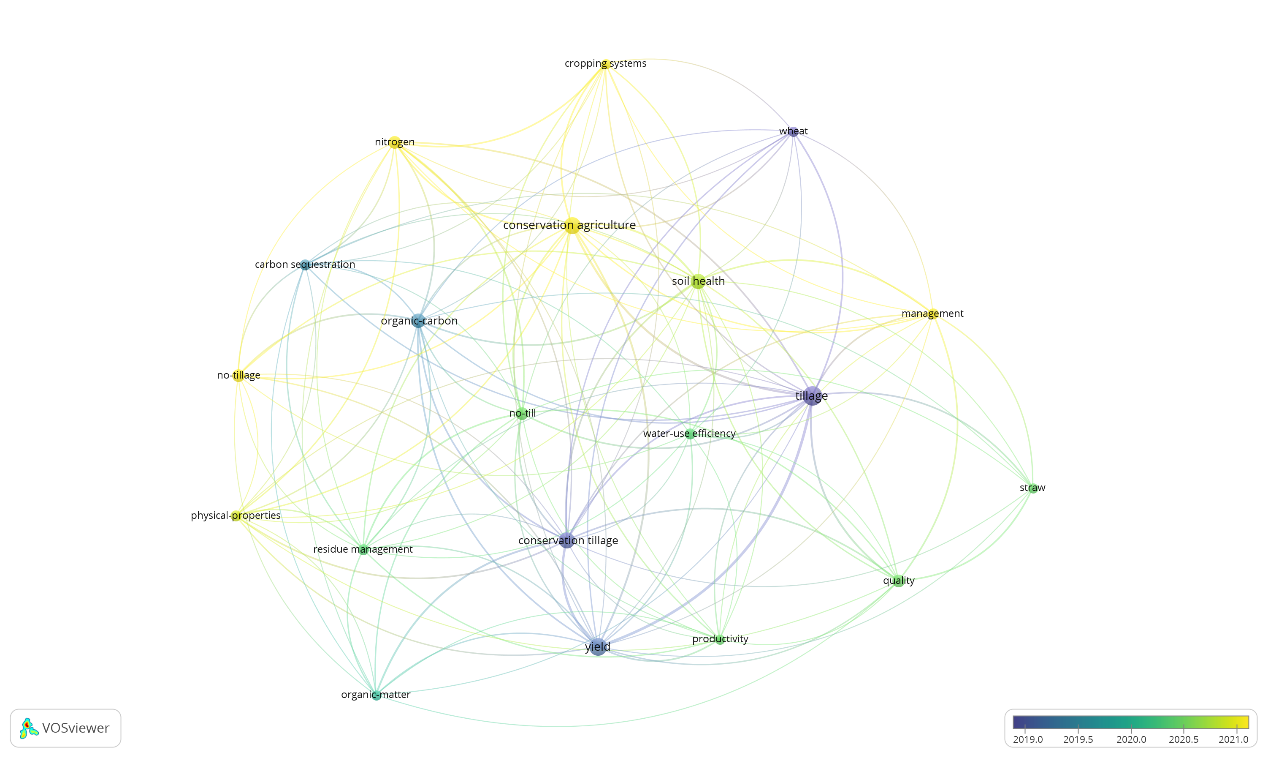 cropping systems
wheat
nitrogen
conservation agriculture
carbon sequestration
soil health
organic-carbon
management
no-tillage
tillage
no-till
water-use efficiency
straw
physical-properties
conservation tillage
residue management
quality
productivity
yield
organic-matter
VOSviewer
2019.0 2019.5 2020.0 2020.5 2021.0